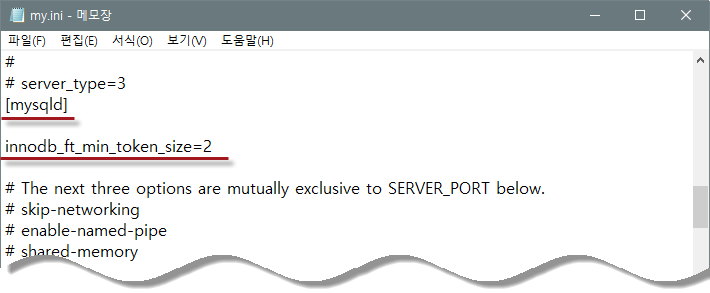 my.ini - 메모장
파일(F) 편집(E) 서식(O) 보기(V) 도움말(H)
#
# server_type=3
[mysqld]
innodb_ft_min_token_size=2
# The next three options are mutually exclusive to SERVER_PORT below.
# skip-networking
# enable-named-pipe
# shared-memory